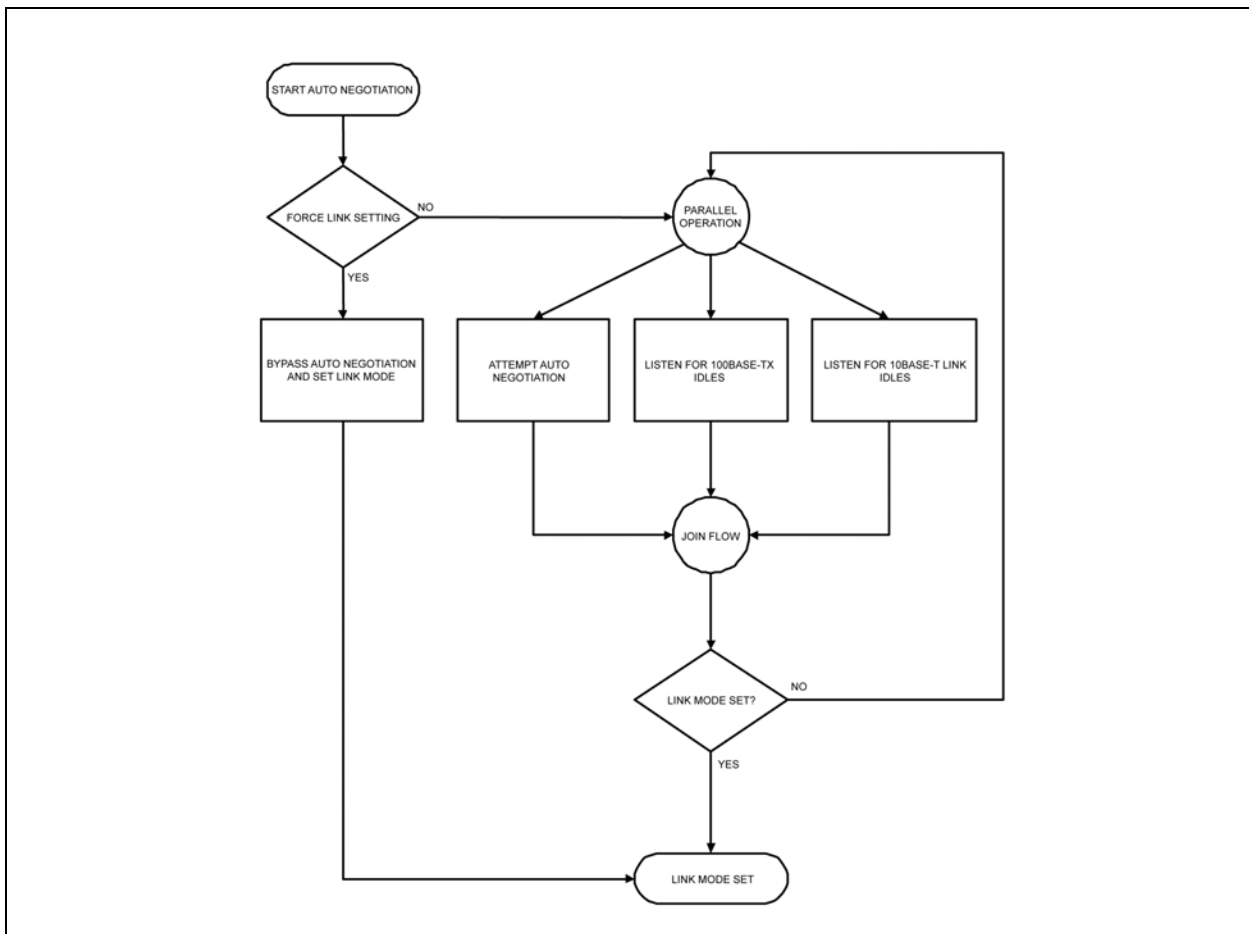 START AUTO NEGOTIATION
FORCE LINK SETTING
NO
PARALLEL
OPERATION
YES
BYPASS AUTO NEGOTIATION
AND SET LINK MODE
ATTEMPT AUTO
NEGOTIATION
LISTEN FOR 100BASE-TX
IDLES
LISTEN FOR 10BASE-T LINK
IDLES
JOIN FLOW
LINK MODE SET?
NO
YES
LINK MODE SET